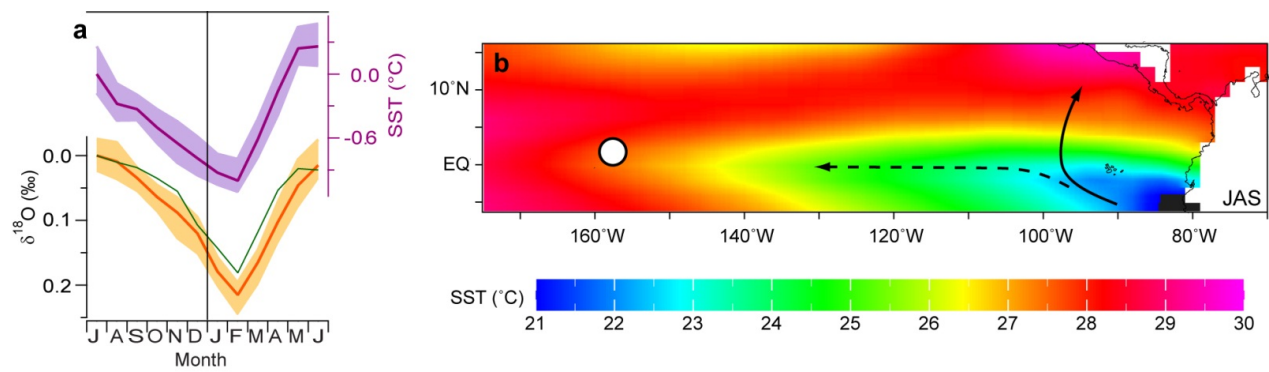 a
0.0
-0.6
SST (°C)
0.0
0.1
0.2
δ18O (‰)
J A S O N D J F M A M J
Month
b
10°N
EQ
JAS
160°W 140°W 120°W 100°W 80°W
SST (°C)
21 22 23 24 25 26 27 28 29 30